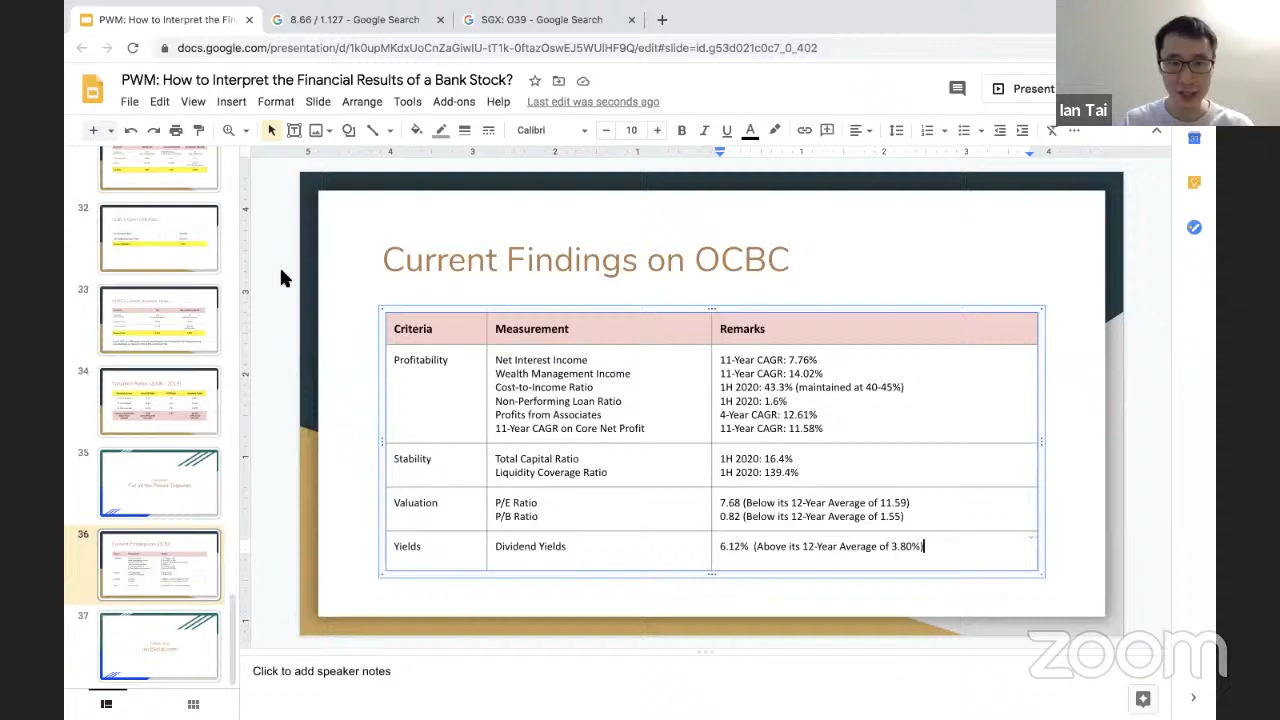 PWM: How to Interpret the Fin
8.66 / 1.127 - Google Search
SGX: O39 - Google Search
docs.google.com/presentation/d/1k0upMKdxUoCnZaGiwIU-tT1ht0ftazOswEJ5WUlHF9Q/edit#slide=id.g53d021c0c7_0_402
PWM: How to Interpret the Financial Results of a Bank Stock?
File Edit View Insert Format Slide Arrange Tools Add-ons Help Last edit was seconds ago
Present
Ian Tai
Calibri
10
Current Findings on OCBC
Criteria Measurement Remarks
Profitability Net Interest Income 11-Year CAGR: 7.76%
Wealth Management Income 11-Year CAGR: 14.02%
Cost-to-Income Ratio 1H 2020: 43.3% (maintained at 40-45%)
Non-Performing Loan Ratio 1H 2020: 1.6%
Profits from Associates 4-Year CAGR: 12.61%
11-Year CAGR on Core Net Profit 11-Year CAGR: 11.58%
Stability Total Capital Ratio 1H 2020: 16.4%
Liquidity Coverage Ratio 1H 2020: 139.4%
Valuation P/E Ratio 7.68 (Below its 12-Year Average of 11.59)
P/B Ratio 0.82 (Below its 12-Year Average of 1.55)
Yields Dividend Yields 6.12% (Above its 12-Year Average of 3.80%)
32
33
34
35
36
Current Findings on OCBC
37
Click to add speaker notes
zoom